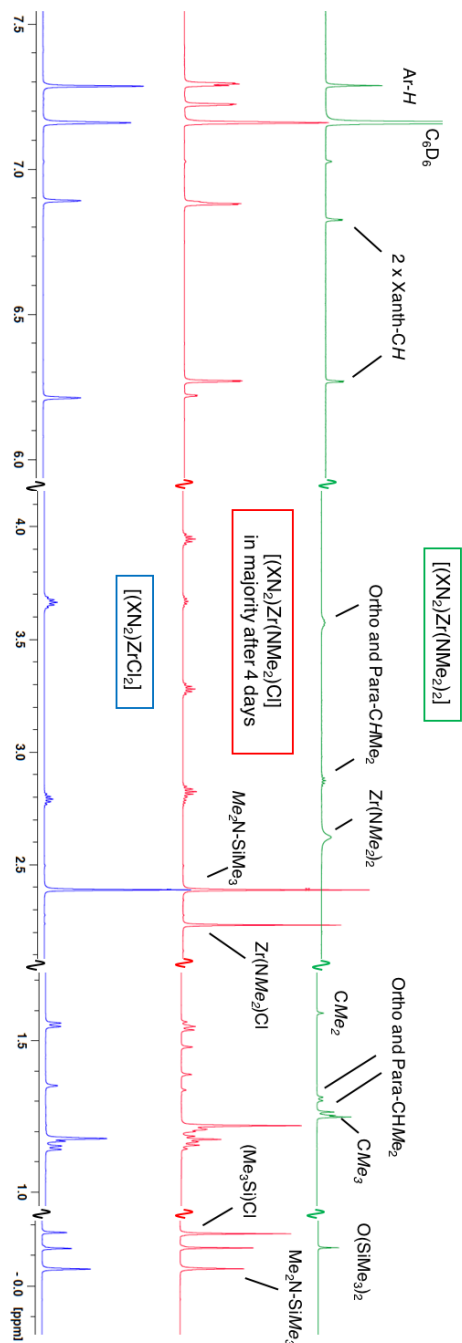 Ar-H
C6D6
2 x Xanth-CH
[(XN2)Zr(NMe2)2]
Ortho and Para-CHMe2
Zr(NMe2)2
CMe2
Ortho and Para-CHMe2
CMe3
O(SiMe3)2
[(XN2)Zr(NMe2)Cl]
in majority after 4 days
Zr(NMe2)Cl
(Me3Si)Cl
Me2N-SiMe3
[(XN2)ZrCl2]
Me2N-SiMe3
7.5 7.0 6.5 6.0 4.0 3.5 3.0 2.5 1.5 1.0 - 0.0 [ppm]